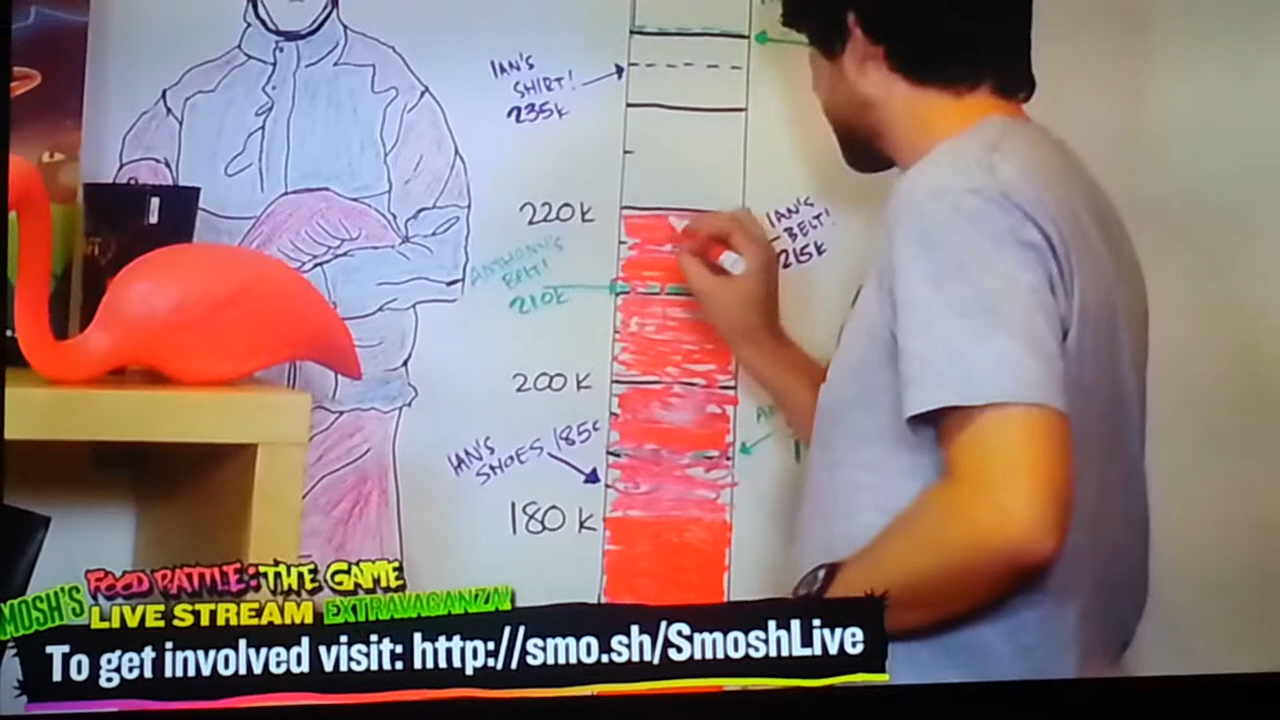 IAN'S
SHIRT!
235K
220K
IAN'S
BELT!
215K
ANTHONY'S
BELT!
210K
200K
IAN'S
SHOES 185K
180K
FOOD BATTLE: THE GAME
SMOSH'S LIVE STREAM EXTRAVAGANZA!
To get involved visit: http://smo.sh/SmoshLive